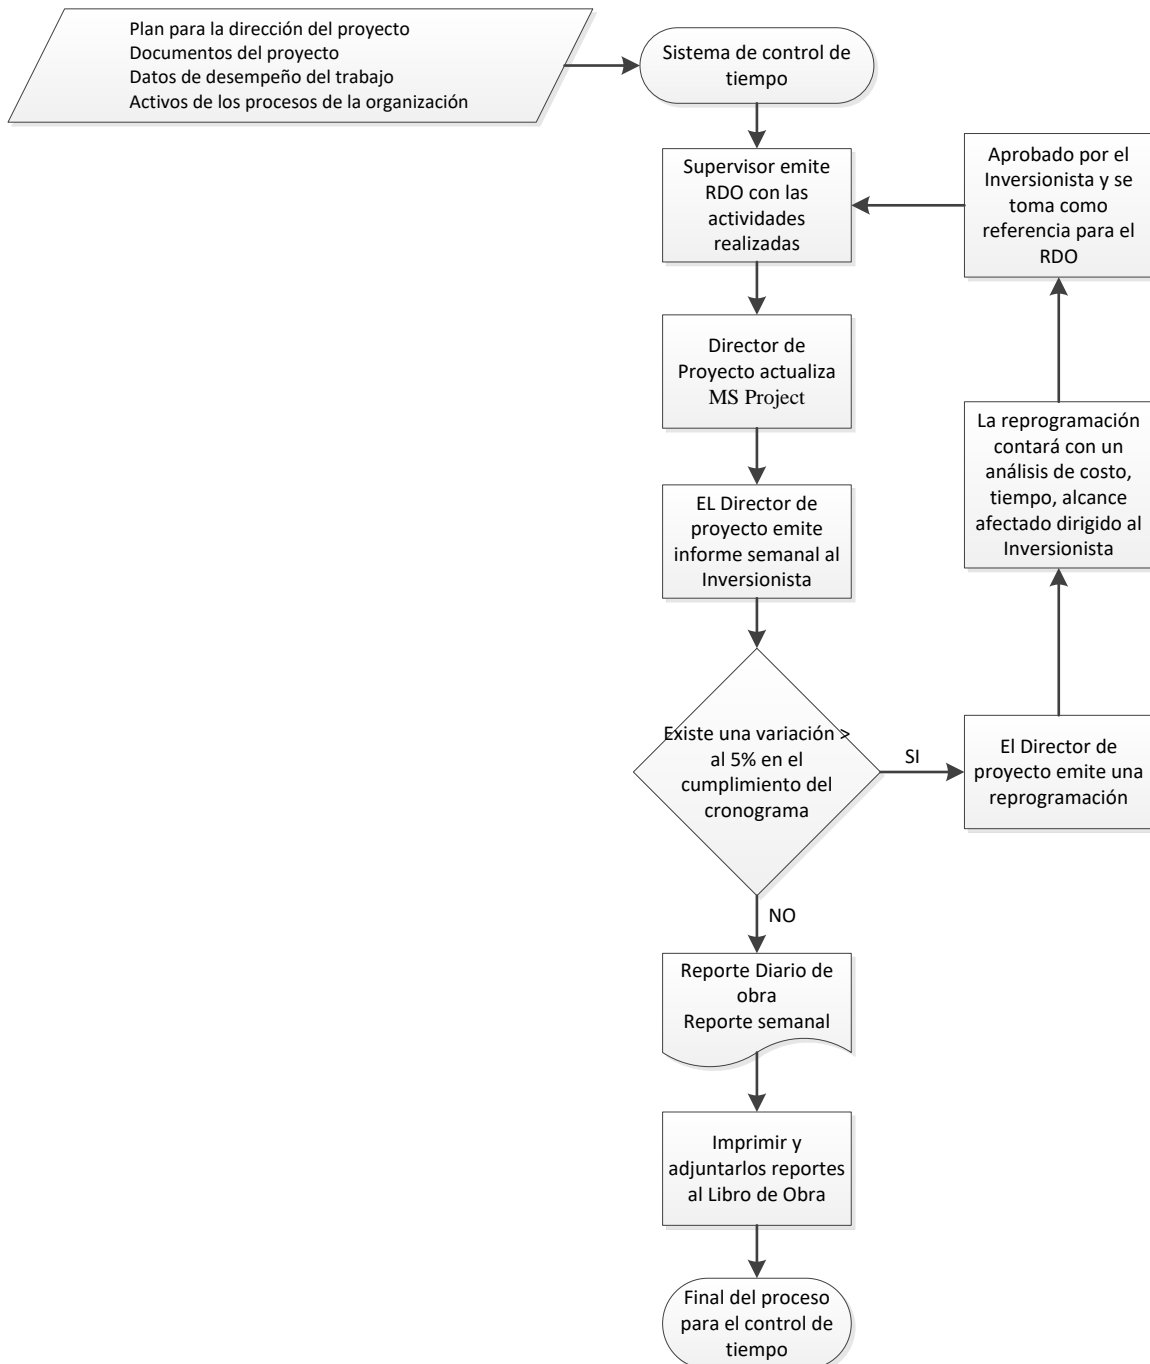 Plan para la dirección del proyecto
Documentos del proyecto
Datos de desempeño del trabajo
Activos de los procesos de la organización
Sistema de control de
tiempo
Supervisor emite
RDO con las
actividades
realizadas
Aprobado por el
Inversionista y se
toma como
referencia para el
RDO
Director de
Proyecto actualiza
MS Project
La reprogramación
contará con un
análisis de costo,
tiempo, alcance
afectado dirigido al
Inversionista
EL Director de
proyecto emite
informe semanal al
Inversionista
Existe una variación >
al 5% en el
cumplimiento del
cronograma
SI
El Director de
proyecto emite una
reprogramación
NO
Reporte Diario de
obra
Reporte semanal
Imprimir y
adjuntarlos reportes
al Libro de Obra
Final del proceso
para el control de
tiempo